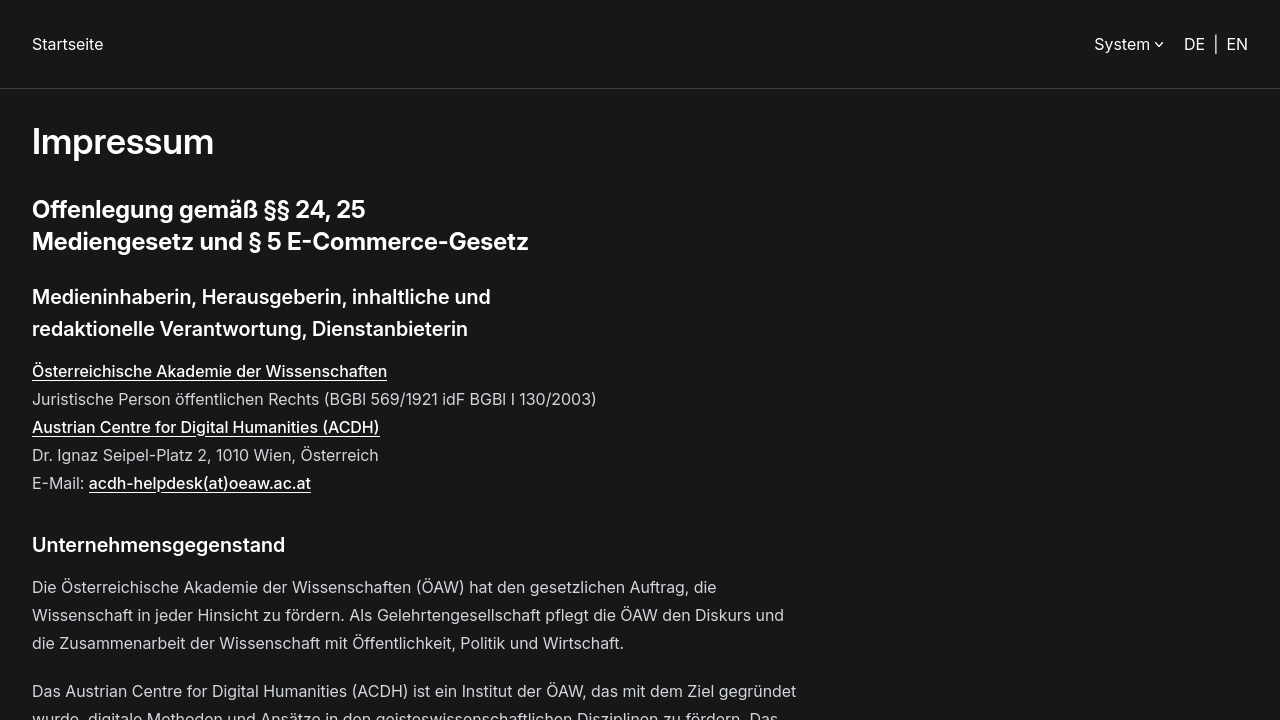 Startseite
System
DE | EN
Impressum
Offenlegung gemäß §§ 24, 25
Mediengesetz und § 5 E-Commerce-Gesetz
Medieninhaberin, Herausgeberin, inhaltliche und
redaktionelle Verantwortung, Dienstanbieterin
Österreichische Akademie der Wissenschaften
Juristische Person öffentlichen Rechts (BGBl 569/1921 idF BGBl I 130/2003)
Austrian Centre for Digital Humanities (ACDH)
Dr. Ignaz Seipel-Platz 2, 1010 Wien, Österreich
E-Mail: acdh-helpdesk(at)oeaw.ac.at
Unternehmensgegenstand
Die Österreichische Akademie der Wissenschaften (ÖAW) hat den gesetzlichen Auftrag, die
Wissenschaft in jeder Hinsicht zu fördern. Als Gelehrtengesellschaft pflegt die ÖAW den Diskurs und
die Zusammenarbeit der Wissenschaft mit Öffentlichkeit, Politik und Wirtschaft.
Das Austrian Centre for Digital Humanities (ACDH) ist ein Institut der ÖAW, das mit dem Ziel gegründet
wurde, digitale Methoden und Ansätze in den geisteswissenschaftlichen Disziplinen zu fördern. Das